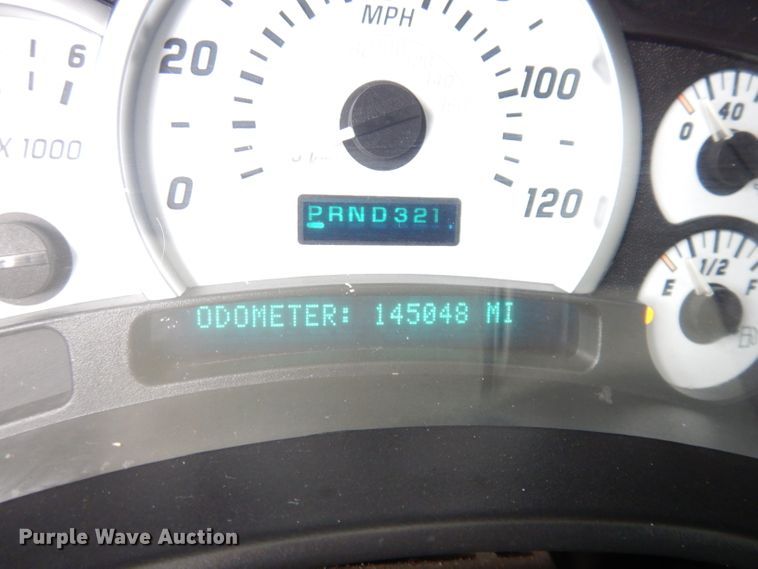 MPH
20
100
6
X 1000
0
120
PRND321
0
40
E
1/2
F
ODOMETER: 145048 MI
Purple Wave Auction